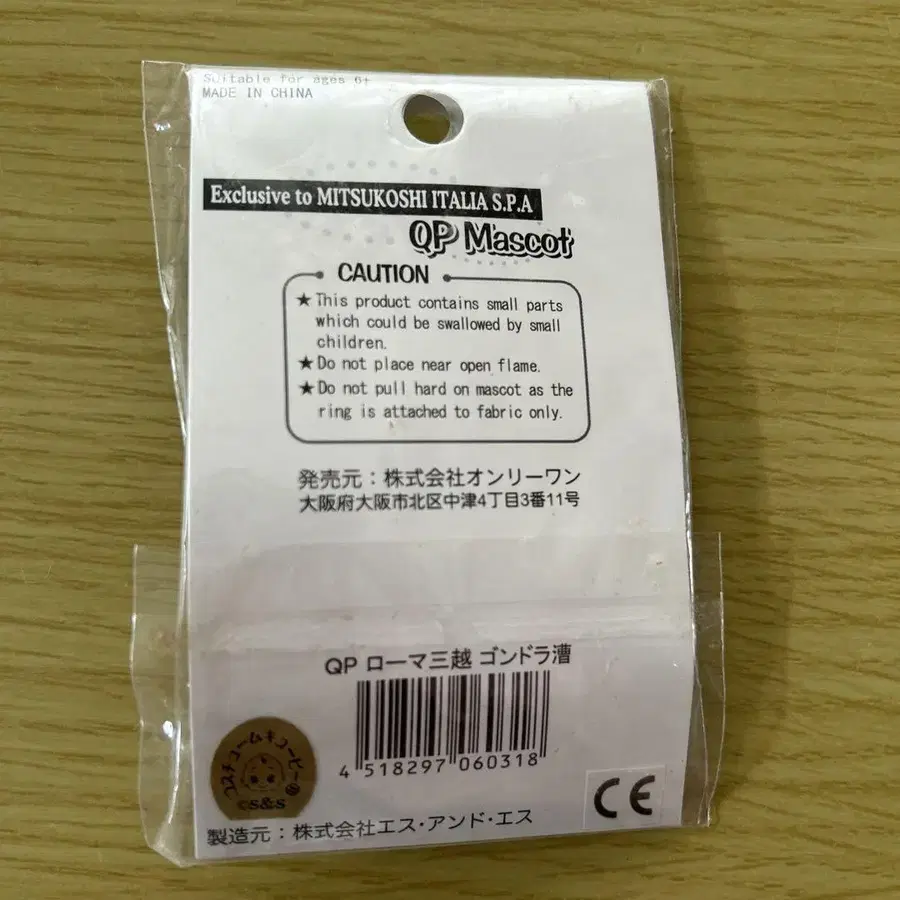 Suitable for ages 6+
MADE IN CHINA
Exclusive to MITSUKOSHI ITALIA S.P.A
QP Mascot
CAUTION
★This product contains small parts
which could be swallowed by small
children.
★Do not place near open flame.
★Do not pull hard on mascot as the
ring is attached to fabric only.
発売元：株式会社オンリーワン
大阪府大阪市北区中津4丁目3番11号
QP ローマ三越 ゴンドラ漕
4 518297 060318
コスチュームキューピー®
©S&S
CE
製造元：株式会社エス・アンド・エス